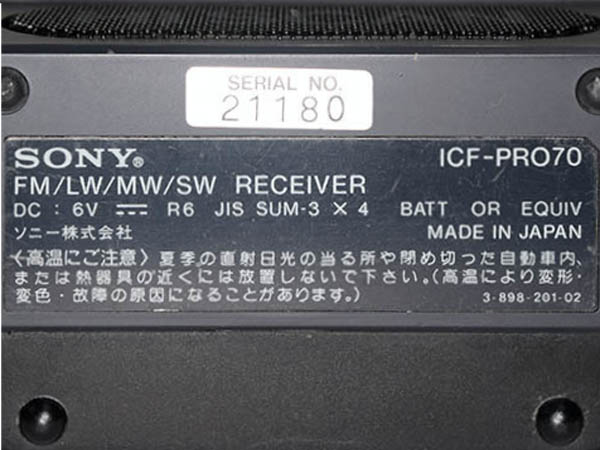 SERIAL NO.
21180
SONY® ICF-PRO70
FM/LW/MW/SW RECEIVER
DC : 6V ⎓ R6 JIS SUM-3 × 4 BATT OR EQUIV
ソニー株式会社 MADE IN JAPAN
〈高温にご注意〉夏季の直射日光の当る所や閉め切った自動車内、
または熱器具の近くには放置しないで下さい。(高温により変形・
変色・故障の原因になることがあります。) 3-898-201-02